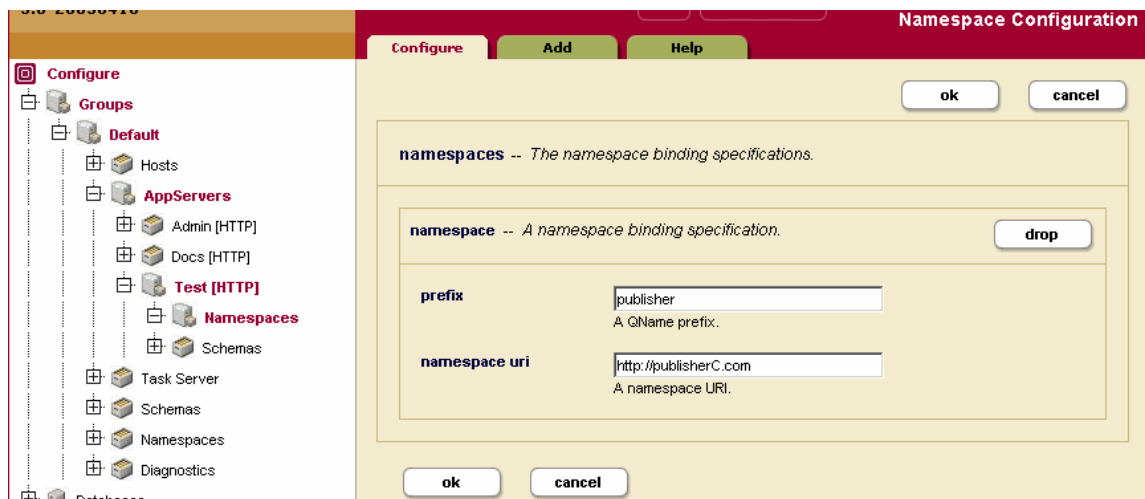 Namespace Configuration
Configure
Add
Help
Configure
Groups
Default
Hosts
AppServers
Admin [HTTP]
Docs [HTTP]
Test [HTTP]
Namespaces
Schemas
Task Server
Schemas
Namespaces
Diagnostics
Databases
ok cancel
namespaces -- The namespace binding specifications.
namespace -- A namespace binding specification.
drop
prefix publisher
A QName prefix.
namespace uri http://publisherC.com
A namespace URI.
ok cancel